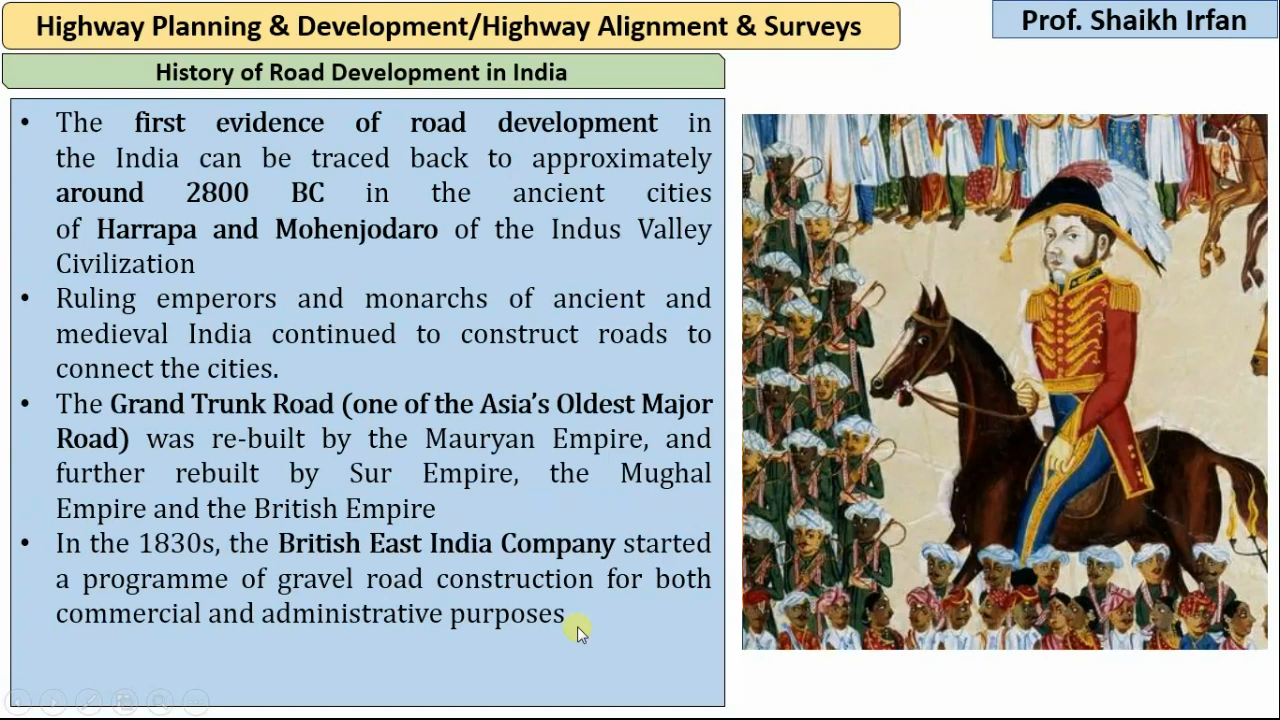 Highway Planning & Development/Highway Alignment & Surveys
Prof. Shaikh Irfan
History of Road Development in India
• The first evidence of road development in
the India can be traced back to approximately
around 2800 BC in the ancient cities
of Harrapa and Mohenjodaro of the Indus Valley
Civilization
• Ruling emperors and monarchs of ancient and
medieval India continued to construct roads to
connect the cities.
• The Grand Trunk Road (one of the Asia's Oldest Major
Road) was re-built by the Mauryan Empire, and
further rebuilt by Sur Empire, the Mughal
Empire and the British Empire
• In the 1830s, the British East India Company started
a programme of gravel road construction for both
commercial and administrative purposes